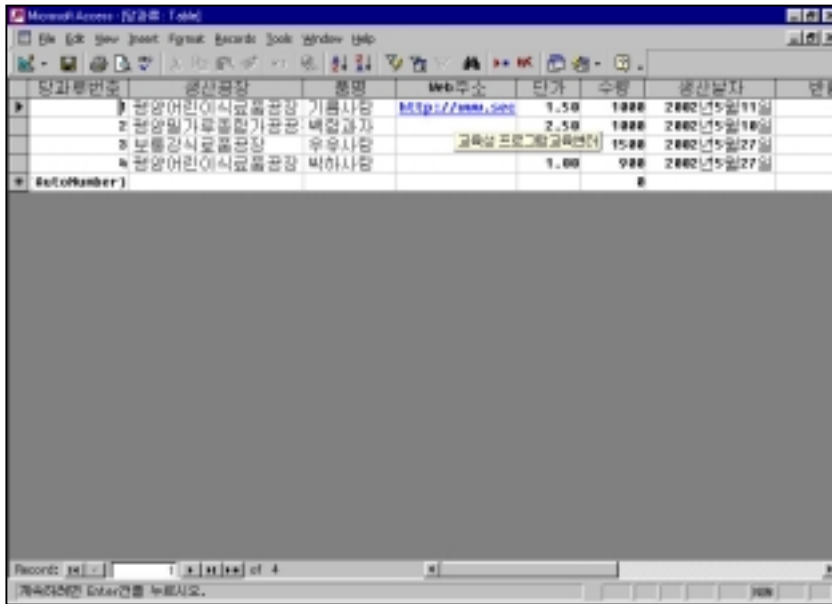 Microsoft Access - [당과류 : Table]
File Edit View Insert Format Records Tools Window Help
당과류번호 생산공장 품명 Web주소 단가 수량 생산날자
1 평양어린이식료품공장 기름사탕 http://www.sec 1.50 1000 2002년5월11일
2 평양밀가루종합가공공 백합과자 2.50 1000 2002년5월10일
3 보통강식료품공장 우유사탕 1500 2002년5월27일
교육성 프로그람교육쎈터
4 평양어린이식료품공장 박하사탕 1.00 900 2002년5월27일
AutoNumber) 0
Record: 1 of 4
계속하려면 Enter건를 누르시오. NUM